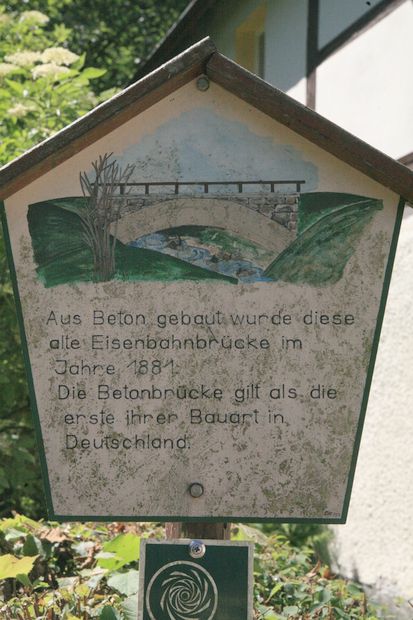 Aus Beton gebaut wurde diese
alte Eisenbahnbrücke im
Jahre 1881.
Die Betonbrücke gilt als die
erste ihrer Bauart in
Deutschland.